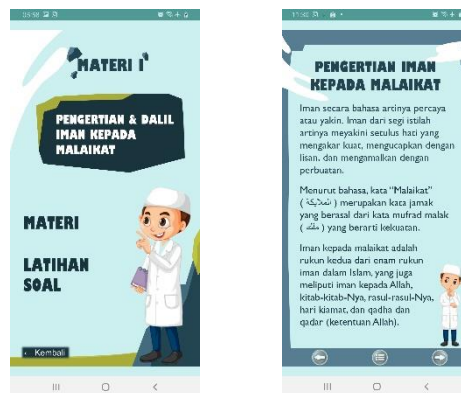 MATERI I
PENGERTIAN & DALIL
IMAN KEPADA
MALAIKAT
MATERI
LATIHAN
SOAL
Kembali
PENGERTIAN IMAN
KEPADA MALAIKAT
Iman secara bahasa artinya percaya
atau yakin. Iman dari segi istilah
artinya meyakini setulus hati yang
mengakar kuat, mengucapkan dengan
lisan, dan mengamalkan dengan
perbuatan.
Menurut bahasa, kata "Malaikat"
( الملايكة ) merupakan kata jamak
yang berasal dari kata mufrad malak
( ملك ) yang berarti kekuatan.
Iman kepada malaikat adalah
rukun kedua dari enam rukun
iman dalam Islam, yang juga
meliputi iman kepada Allah,
kitab-kitab-Nya, rasul-rasul-Nya,
hari kiamat, dan qadha dan
qadar (ketentuan Allah).